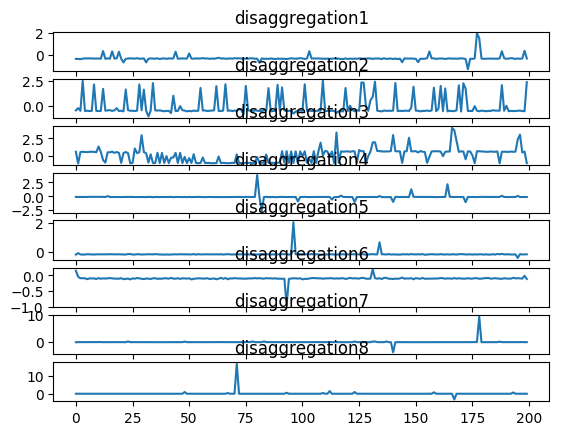 disaggregation1
2
0
disaggregation2
2.5
0.0
disaggregation3
2.5
0.0
disaggregation4
2.5
0.0
−2.5
disaggregation5
2
0
disaggregation6
0.0
−0.5
−1.0
disaggregation7
10
0
disaggregation8
10
0
0 25 50 75 100 125 150 175 200